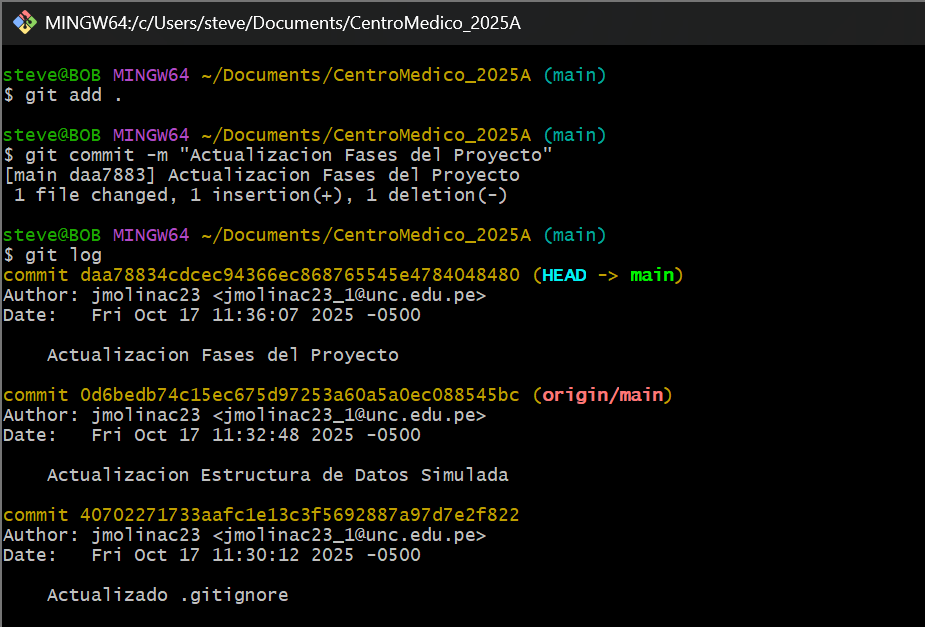 MINGW64:/c/Users/steve/Documents/CentroMedico_2025A
steve@BOB MINGW64 ~/Documents/CentroMedico_2025A (main)
$ git add .
steve@BOB MINGW64 ~/Documents/CentroMedico_2025A (main)
$ git commit -m "Actualizacion Fases del Proyecto"
[main daa7883] Actualizacion Fases del Proyecto
 1 file changed, 1 insertion(+), 1 deletion(-)
steve@BOB MINGW64 ~/Documents/CentroMedico_2025A (main)
$ git log
commit daa78834cdcec94366ec868765545e4784048480 (HEAD -> main)
Author: jmolinac23 <jmolinac23_1@unc.edu.pe>
Date:   Fri Oct 17 11:36:07 2025 -0500
    Actualizacion Fases del Proyecto
commit 0d6bedb74c15ec675d97253a60a5a0ec088545bc (origin/main)
Author: jmolinac23 <jmolinac23_1@unc.edu.pe>
Date:   Fri Oct 17 11:32:48 2025 -0500
    Actualizacion Estructura de Datos Simulada
commit 40702271733aafc1e13c3f5692887a97d7e2f822
Author: jmolinac23 <jmolinac23_1@unc.edu.pe>
Date:   Fri Oct 17 11:30:12 2025 -0500
    Actualizado .gitignore